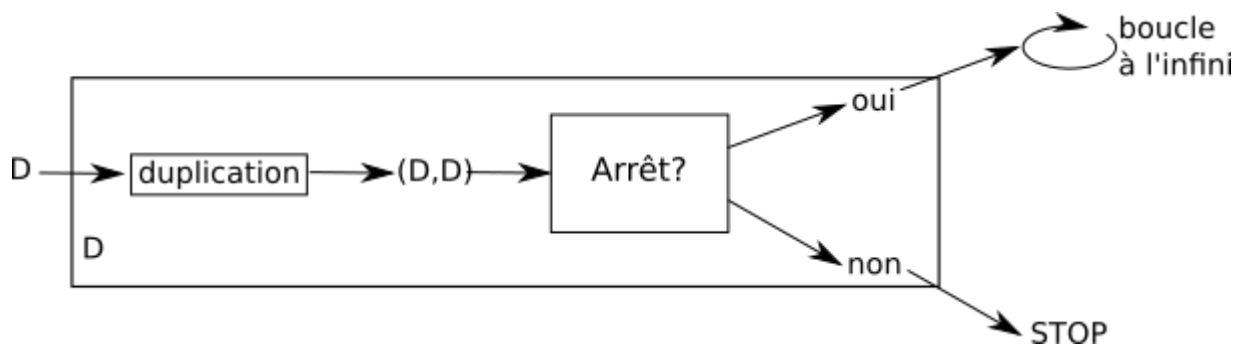 D
duplication
(D,D)
Arrêt?
oui
boucle
à l'infini
D
non
STOP